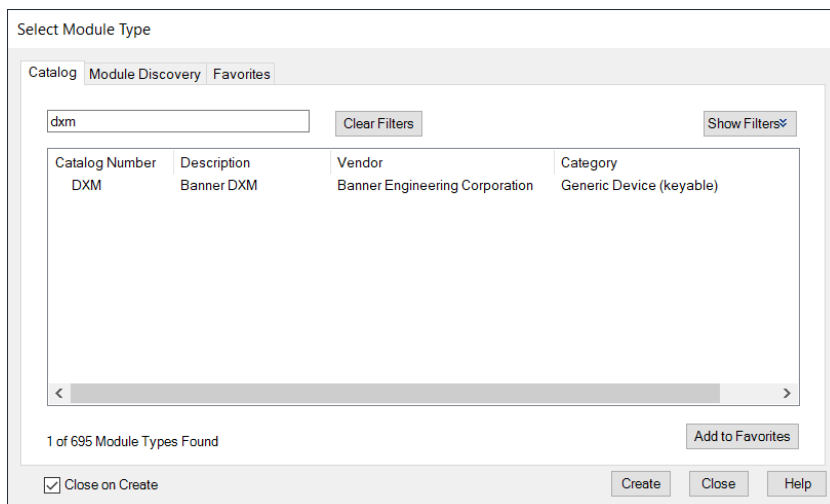 Select Module Type
Catalog Module Discovery Favorites
dxm Clear Filters Show Filters
Catalog Number Description Vendor Category
DXM Banner DXM Banner Engineering Corporation Generic Device (keyable)
1 of 695 Module Types Found Add to Favorites
Close on Create Create Close Help